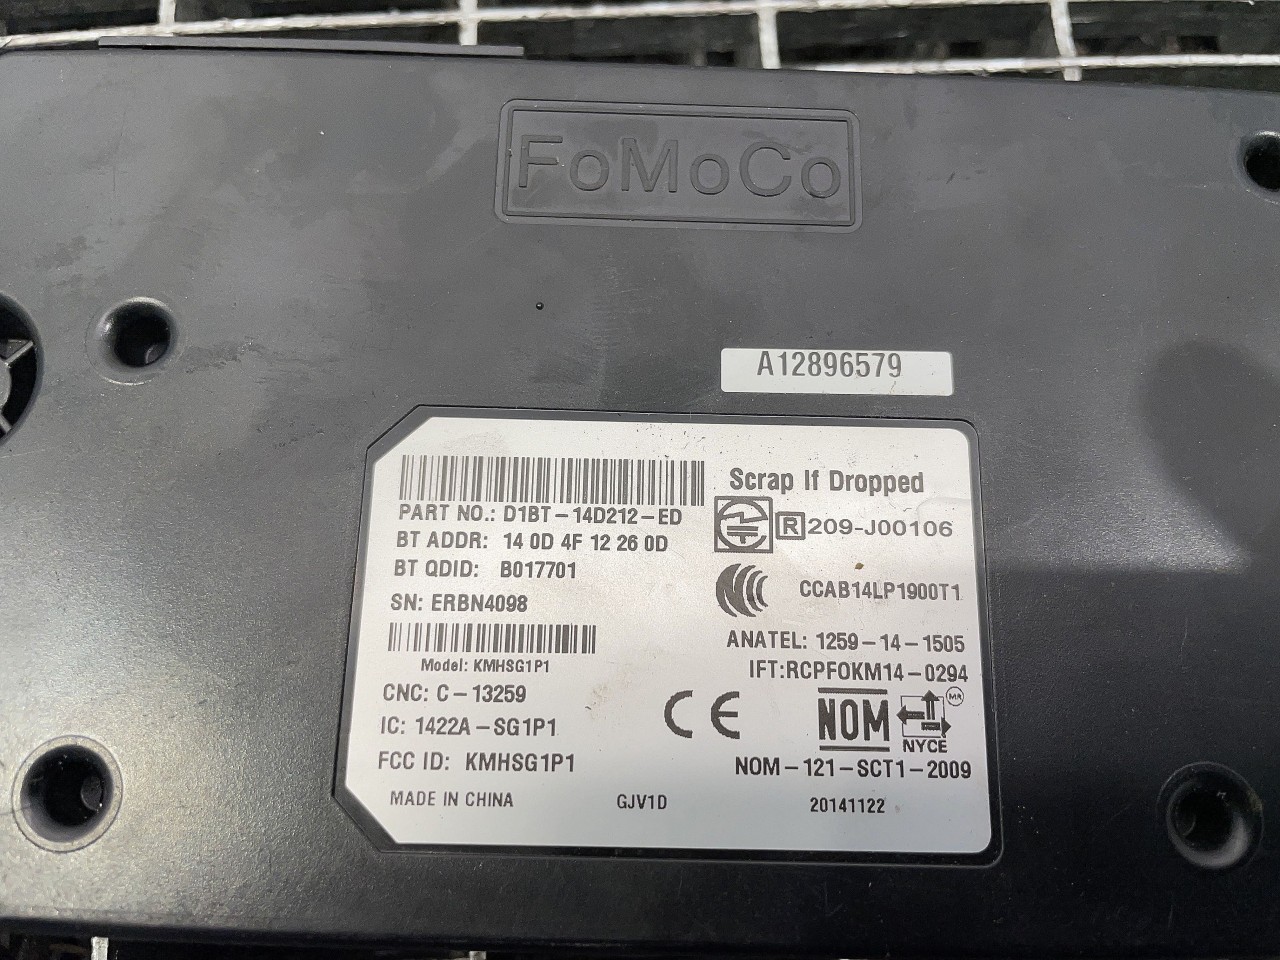 FoMoCo
A12896579
Scrap If Dropped
PART NO.: D1BT-14D212-ED
R 209-J00106
BT ADDR: 14 0D 4F 12 26 0D
BT QDID: B017701
CCAB14LP1900T1
SN: ERBN4098
ANATEL: 1259-14-1505
Model: KMHSG1P1
IFT:RCPFOKM14-0294
CNC: C-13259
CE
NOM
MR
IC: 1422A-SG1P1
NYCE
FCC ID: KMHSG1P1
NOM-121-SCT1-2009
MADE IN CHINA GJV1D 20141122